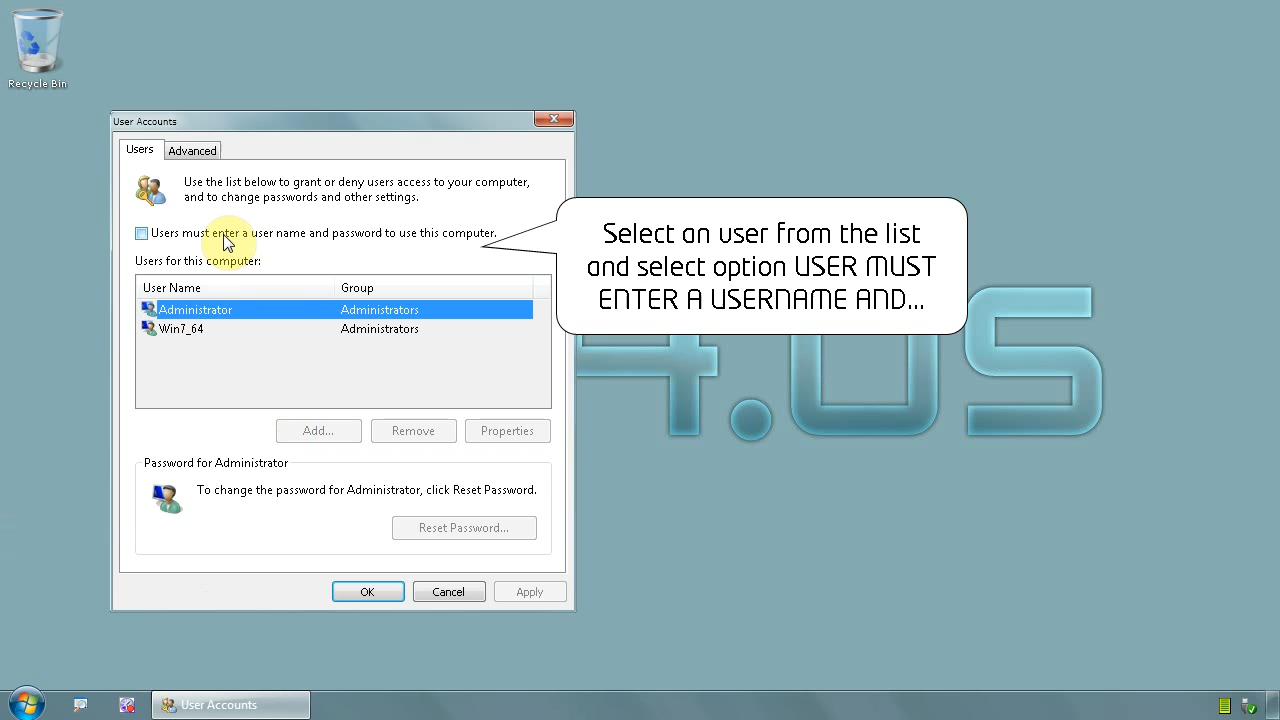 Recycle Bin
User Accounts
Users
Advanced
Use the list below to grant or deny users access to your computer,
and to change passwords and other settings.
Users must enter a user name and password to use this computer.
Users for this computer:
User Name Group
Administrator Administrators
Win7_64 Administrators
Add... Remove Properties
Password for Administrator
To change the password for Administrator, click Reset Password.
Reset Password...
OK Cancel Apply
Select an user from the list
and select option USER MUST
ENTER A USERNAME AND...
4.OS
User Accounts